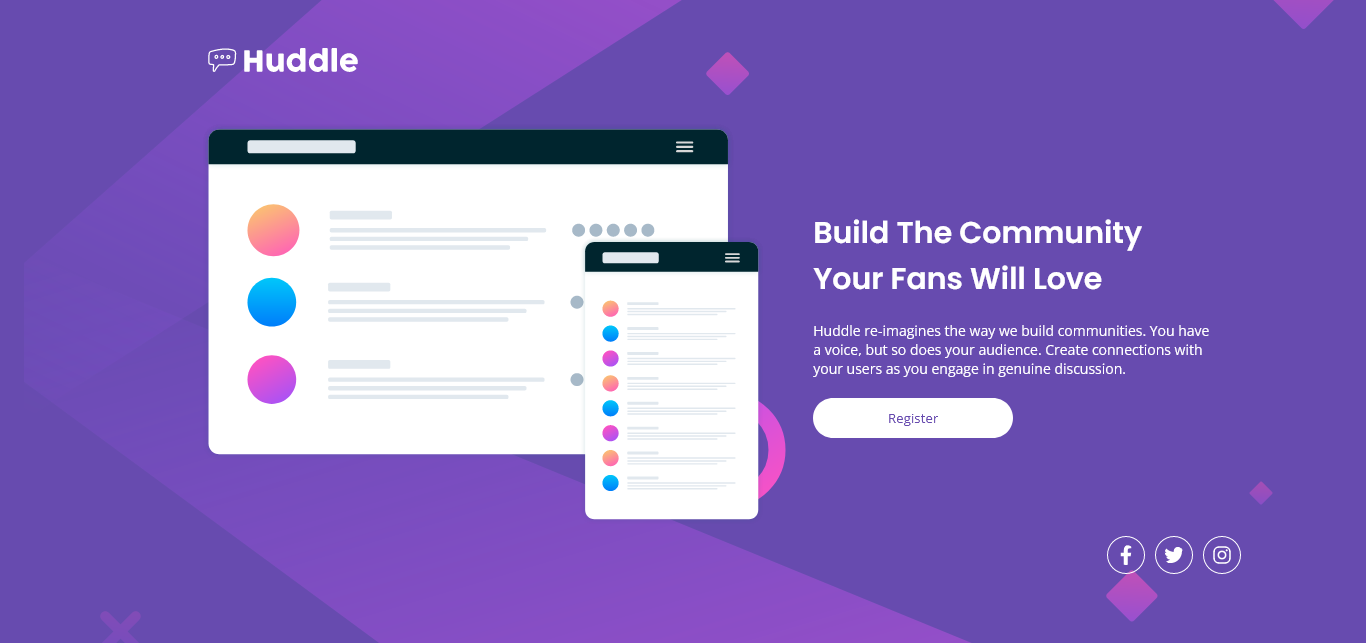 Huddle
Build The Community
Your Fans Will Love
Huddle re-imagines the way we build communities. You have
a voice, but so does your audience. Create connections with
your users as you engage in genuine discussion.
Register